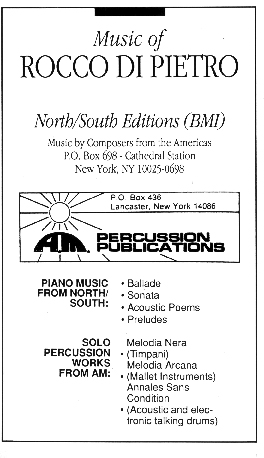 Music of
ROCCO DI PIETRO
North/South Editions (BMI)
Music by Composers from the Americas
P.O. Box 698 - Cathedral Station
New York, NY 10025-0698
P.O. Box 436
Lancaster, New York 14086
A.M. PERCUSSION
PUBLICATIONS
PIANO MUSIC
FROM NORTH/
SOUTH:
• Ballade
• Sonata
• Acoustic Poems
• Preludes
SOLO
PERCUSSION
WORKS
FROM AM:
Melodia Nera
• (Timpani)
Melodia Arcana
• (Mallet Instruments)
Annales Sans
Condition
• (Acoustic and elec-
tronic talking drums)